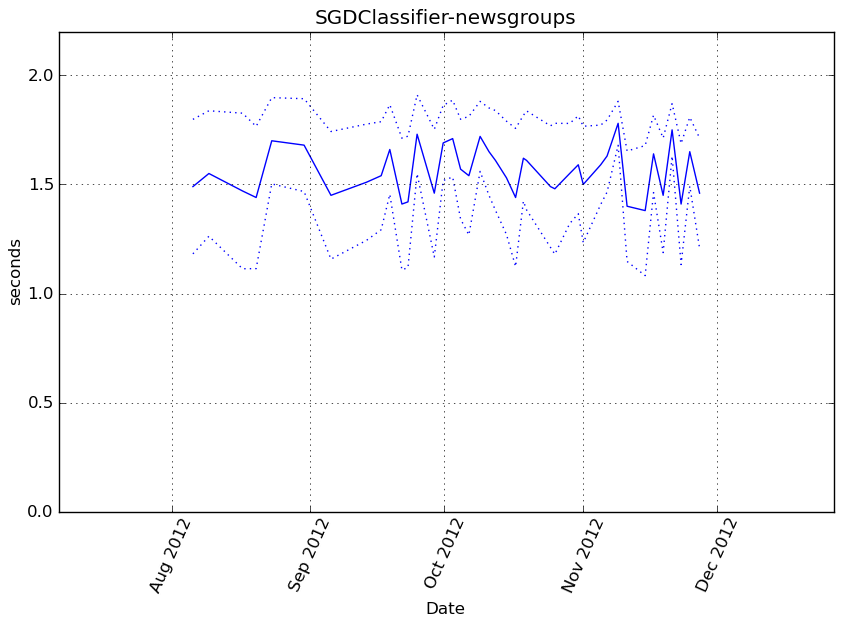 SGDClassifier-newsgroups
2.0
1.5
1.0
0.5
0.0
seconds
Aug 2012
Sep 2012
Oct 2012
Nov 2012
Dec 2012
Date